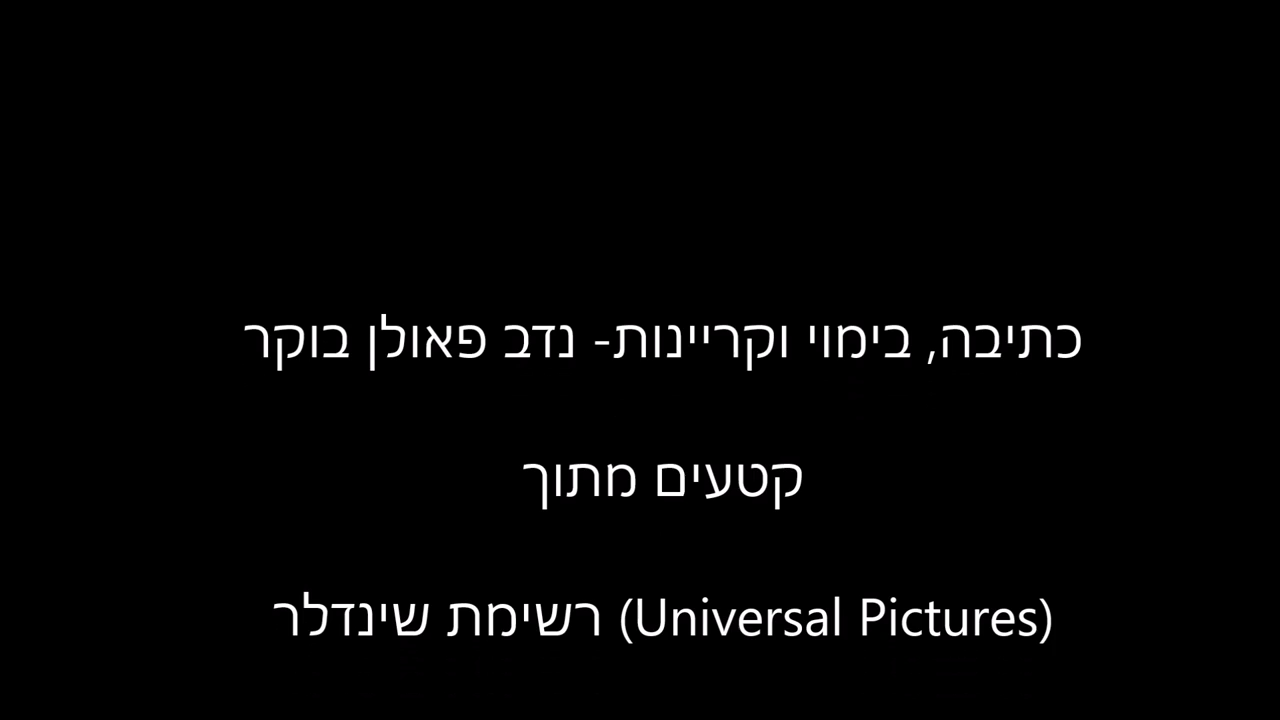 כתיבה, בימוי וקריינות- נדב פאולן בוקר
קטעים מתוך
רשימת שינדלר (Universal Pictures)